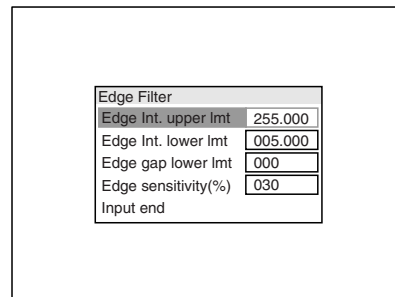 Edge Filter
Edge Int. upper lmt 255.000
Edge Int. lower lmt 005.000
Edge gap lower lmt 000
Edge sensitivity(%) 030
Input end